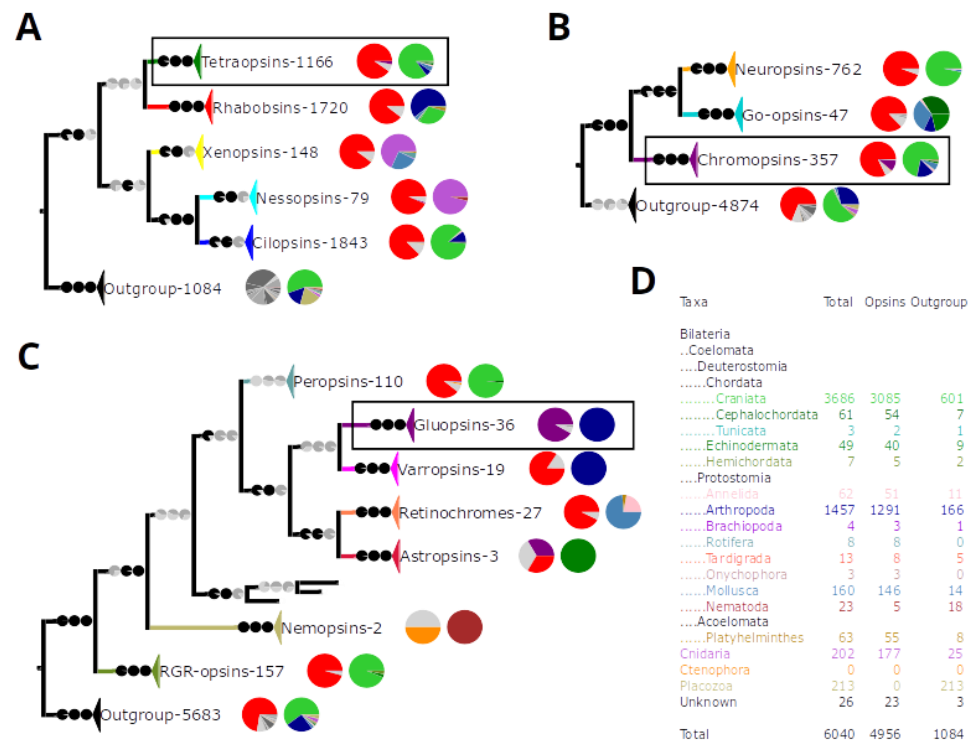 A
Tetraopsins-1166
Rhabobsins-1720
Xenopsins-148
Nessopsins-79
Cilopsins-1843
Outgroup-1084
B
Neuropsins-762
Go-opsins-47
Chromopsins-357
Outgroup-4874
C
Peropsins-110
Gluopsins-36
Varropsins-19
Retinochromes-27
Astropsins-3
Nemopsins-2
RGR-opsins-157
Outgroup-5683
D
Taxa Total Opsins Outgroup
Bilateria
..Coelomata
....Deuterostomia
......Chordata
........Craniata 3686 3085 601
........Cephalochordata 61 54 7
........Tunicata 3 2 1
......Echinodermata 49 40 9
......Hemichordata 7 5 2
....Protostomia
......Annelida 62 51 11
......Arthropoda 1457 1291 166
......Brachiopoda 4 3 1
......Rotifera 8 8 0
......Tardigrada 13 8 5
......Onychophora 3 3 0
......Mollusca 160 146 14
......Nematoda 23 5 18
....Acoelomata
......Platyhelminthes 63 55 8
Cnidaria 202 177 25
Ctenophora 0 0 0
Placozoa 213 0 213
Unknown 26 23 3
Total 6040 4956 1084